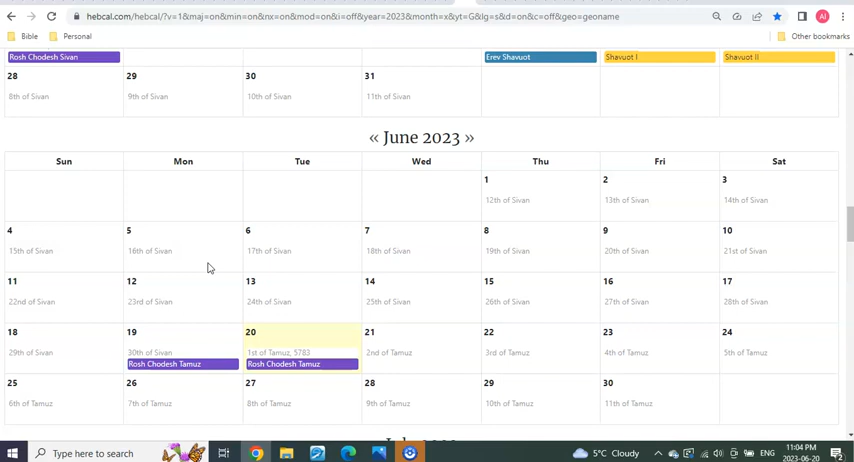 hebcal.com/hebcal/?v=1&maj=on&min=on&nx=on&mod=on&i=off&year=2023&month=x&yt=G&lg=s&d=on&c=off&geo=geoname
AI
Bible Personal Other bookmarks
Rosh Chodesh Sivan Erev Shavuot Shavuot I Shavuot II
28 29 30 31
8th of Sivan 9th of Sivan 10th of Sivan 11th of Sivan
« June 2023 »
Sun Mon Tue Wed Thu Fri Sat
1 2 3
12th of Sivan 13th of Sivan 14th of Sivan
4 5 6 7 8 9 10
15th of Sivan 16th of Sivan 17th of Sivan 18th of Sivan 19th of Sivan 20th of Sivan 21st of Sivan
11 12 13 14 15 16 17
22nd of Sivan 23rd of Sivan 24th of Sivan 25th of Sivan 26th of Sivan 27th of Sivan 28th of Sivan
18 19 20 21 22 23 24
29th of Sivan 30th of Sivan 1st of Tamuz, 5783 2nd of Tamuz 3rd of Tamuz 4th of Tamuz 5th of Tamuz
Rosh Chodesh Tamuz Rosh Chodesh Tamuz
25 26 27 28 29 30
6th of Tamuz 7th of Tamuz 8th of Tamuz 9th of Tamuz 10th of Tamuz 11th of Tamuz
Type here to search 5°C Cloudy ENG 11:04 PM
2023-06-20 2